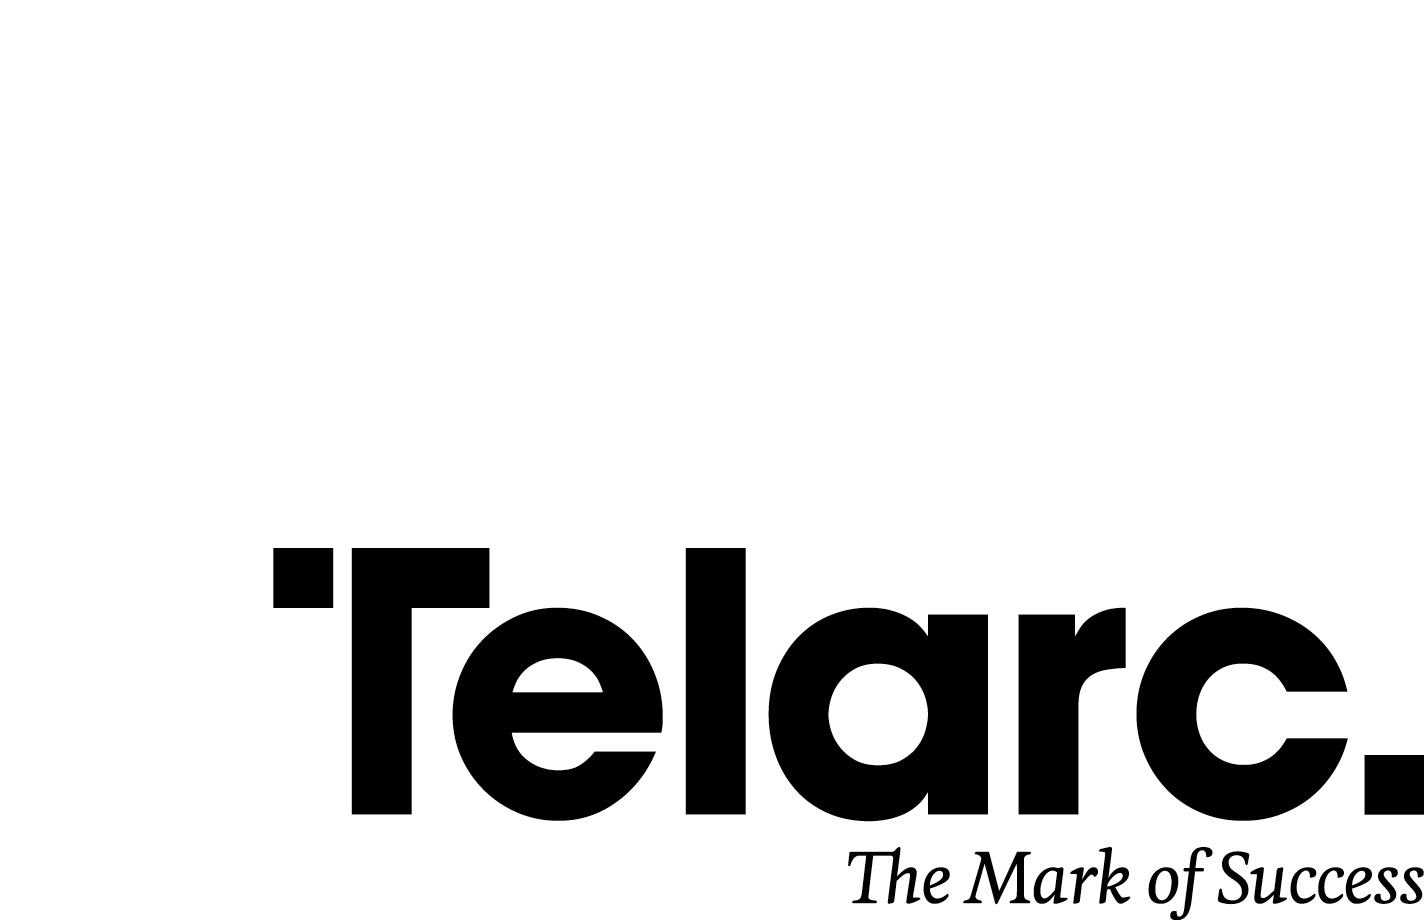 Telarc.
The Mark of Success